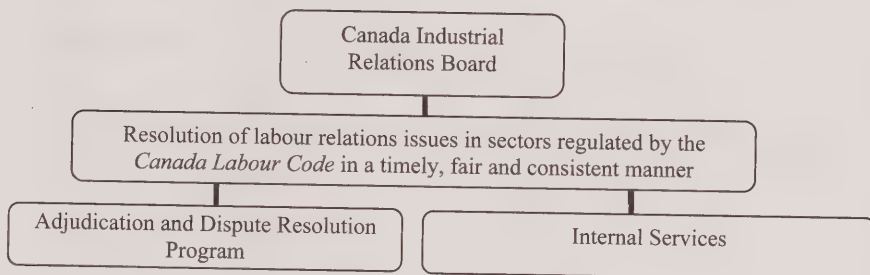 Canada Industrial
Relations Board
Resolution of labour relations issues in sectors regulated by the
Canada Labour Code in a timely, fair and consistent manner
Adjudication and Dispute Resolution
Program
Internal Services